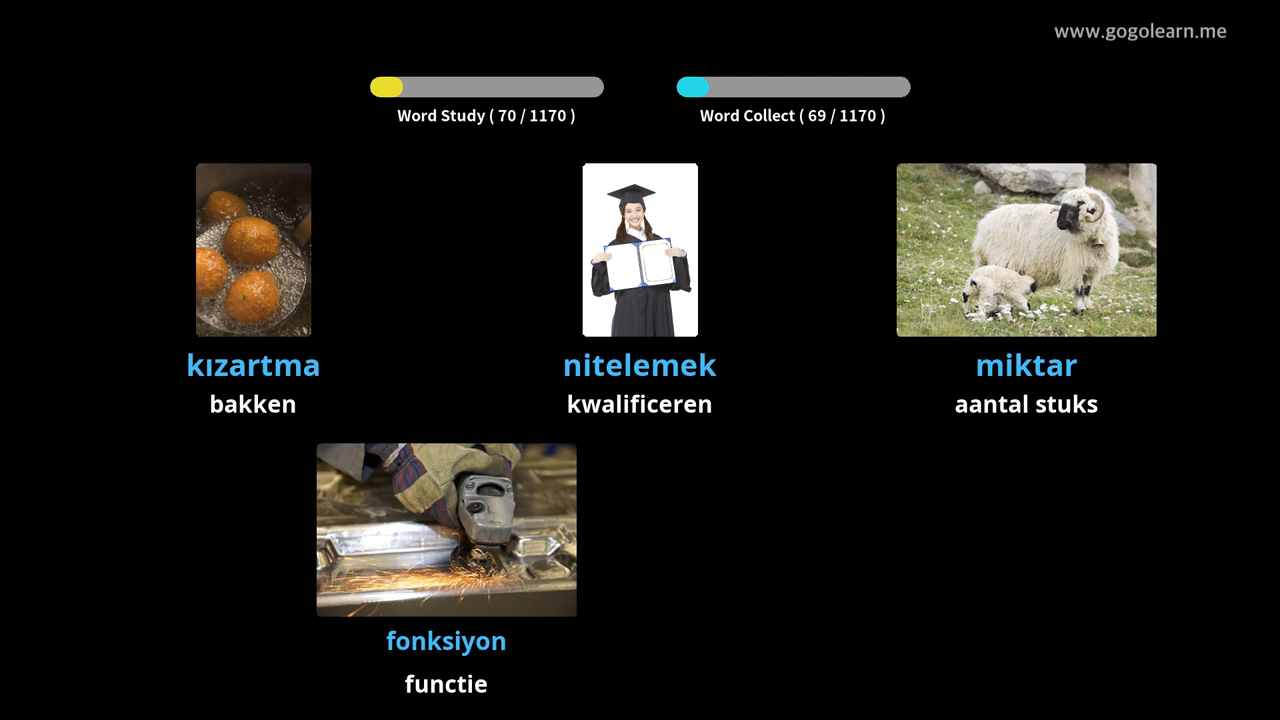 www.gogolearn.me
Word Study ( 70 / 1170 )
Word Collect ( 69 / 1170 )
kızartma
bakken
nitelemek
kwalificeren
miktar
aantal stuks
fonksiyon
functie